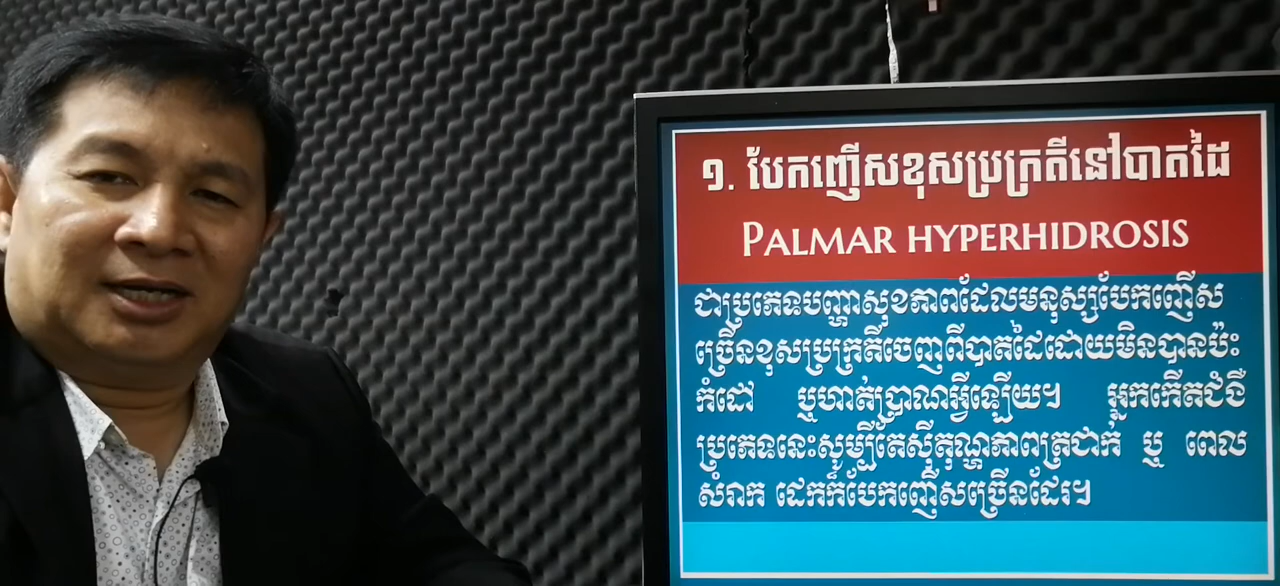 ១. បែកញើសខុសប្រក្រតីនៅបាតដៃ
PALMAR HYPERHIDROSIS
ជាប្រភេទបញ្ហាសុខភាពដែលមនុស្សបែកញើស
ច្រើនខុសប្រក្រតីចេញពីបាតដៃដោយមិនបានប៉ះ
កំដៅ ឬហាត់ប្រាណអ្វីឡើយ។ អ្នកកើតជំងឺ
ប្រភេទនេះសូម្បីតែស៊ីតុណ្ហភាពត្រជាក់ ឬ ពេល
សំរាក ដេកក៏បែកញើសច្រើនដែរ។